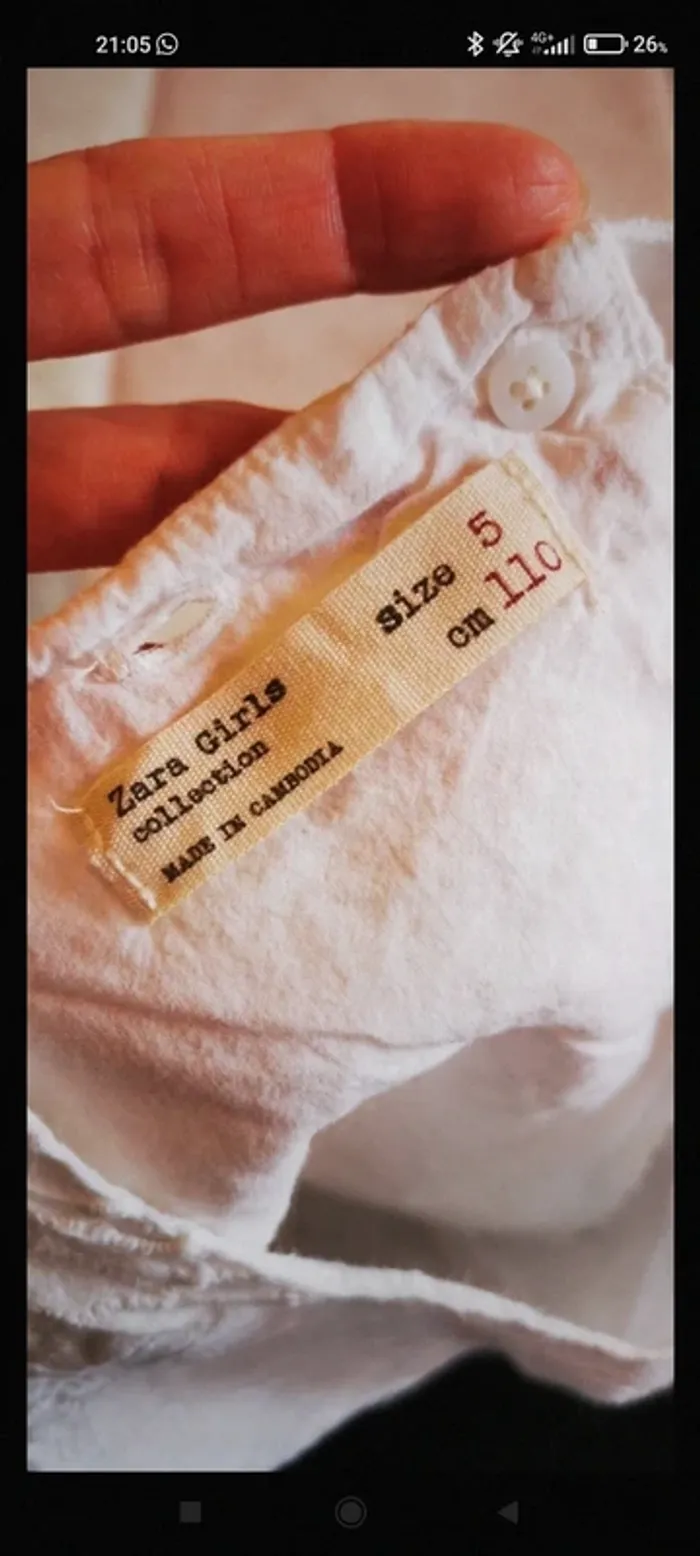 21:05
4G+
26%
size 5
cm 110
Zara Girls
collection
MADE IN CAMBODIA